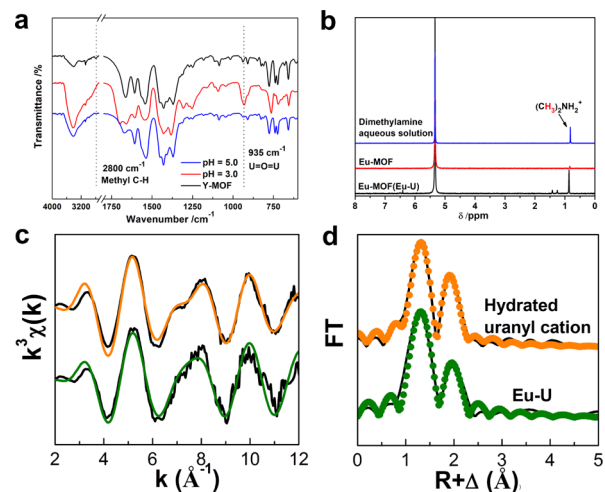 a
Transmittance /%
2800 cm⁻¹
Methyl C-H
pH = 5.0
pH = 3.0
Y-MOF
935 cm⁻¹
U=O=U
4000 3200 1750 1500 1250 1000 750
Wavenumber /cm⁻¹
b
(CH₃)₂NH₂⁺
Dimethylamine
aqueous solution
Eu-MOF
Eu-MOF(Eu-U)
8 7 6 5 4 3 2 1 0
δ /ppm
c
k³χ(k)
2 4 6 8 10 12
k (Å⁻¹)
d
FT
Hydrated
uranyl cation
Eu-U
0 1 2 3 4 5
R+Δ (Å)